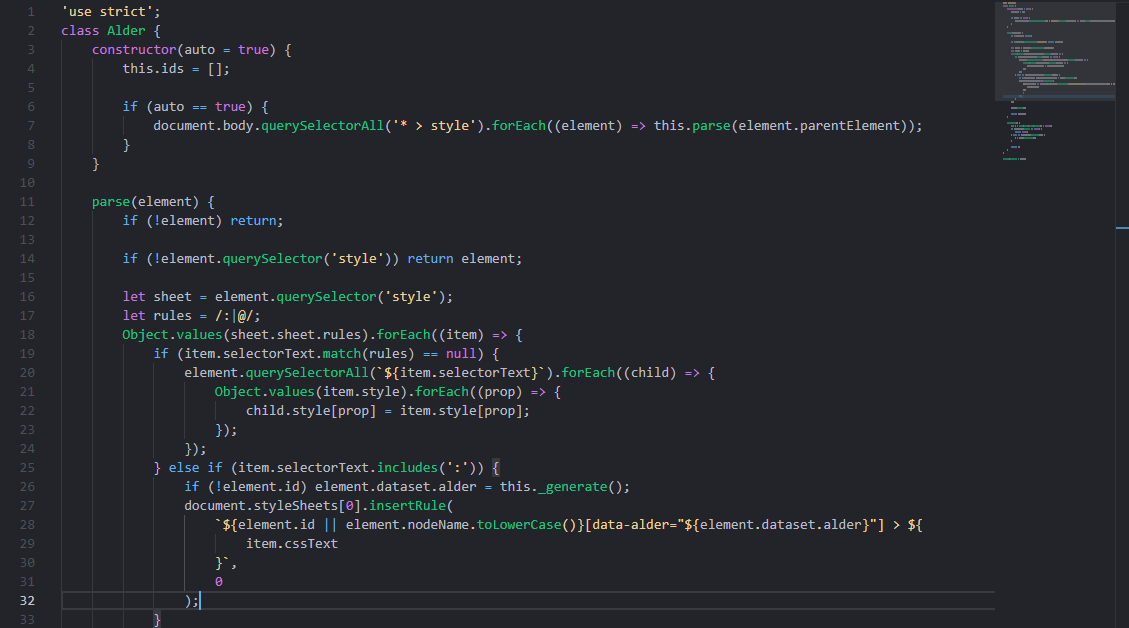 1 'use strict';
2 class Alder {
3     constructor(auto = true) {
4         this.ids = [];
5
6         if (auto == true) {
7             document.body.querySelectorAll('* > style').forEach((element) => this.parse(element.parentElement));
8         }
9     }
10
11     parse(element) {
12         if (!element) return;
13
14         if (!element.querySelector('style')) return element;
15
16         let sheet = element.querySelector('style');
17         let rules = /:|@/;
18         Object.values(sheet.sheet.rules).forEach((item) => {
19             if (item.selectorText.match(rules) == null) {
20                 element.querySelectorAll(`${item.selectorText}`).forEach((child) => {
21                     Object.values(item.style).forEach((prop) => {
22                         child.style[prop] = item.style[prop];
23                     });
24                 });
25             } else if (item.selectorText.includes(':')) {
26                 if (!element.id) element.dataset.alder = this._generate();
27                 document.styleSheets[0].insertRule(
28                     `${element.id || element.nodeName.toLowerCase()}[data-alder="${element.dataset.alder}"] > ${
29                         item.cssText
30                     }`,
31                     0
32                 );
33             }